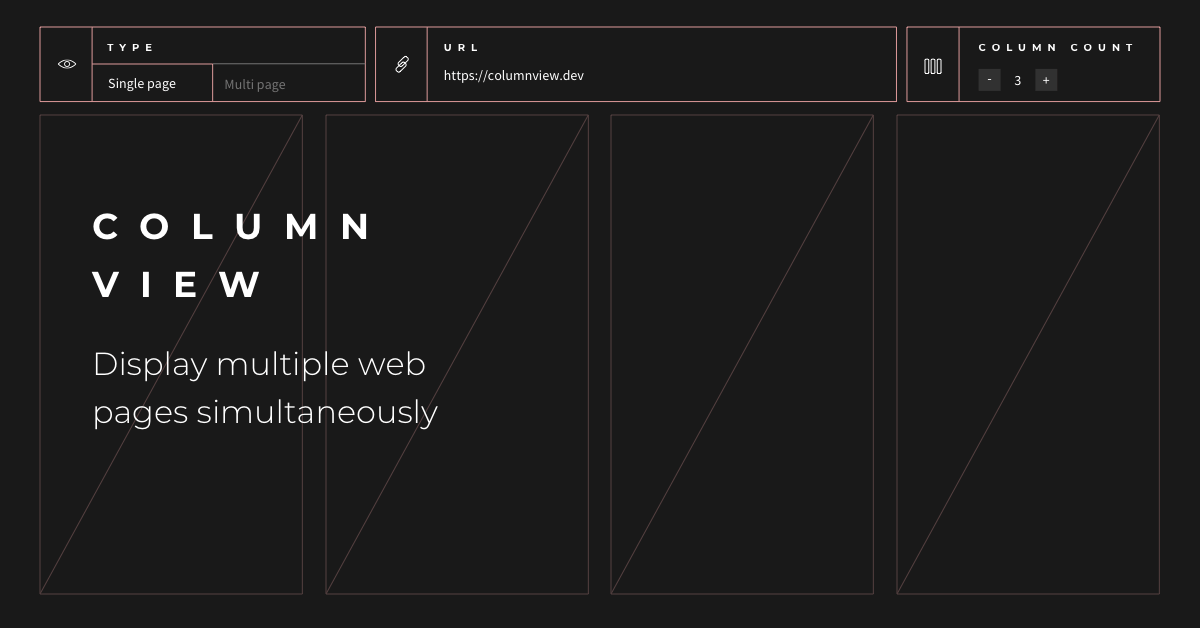 TYPE
Single page
Multi page
URL
https://columnview.dev
COLUMN COUNT
- 3 +
COLUMN
VIEW
Display multiple web
pages simultaneously